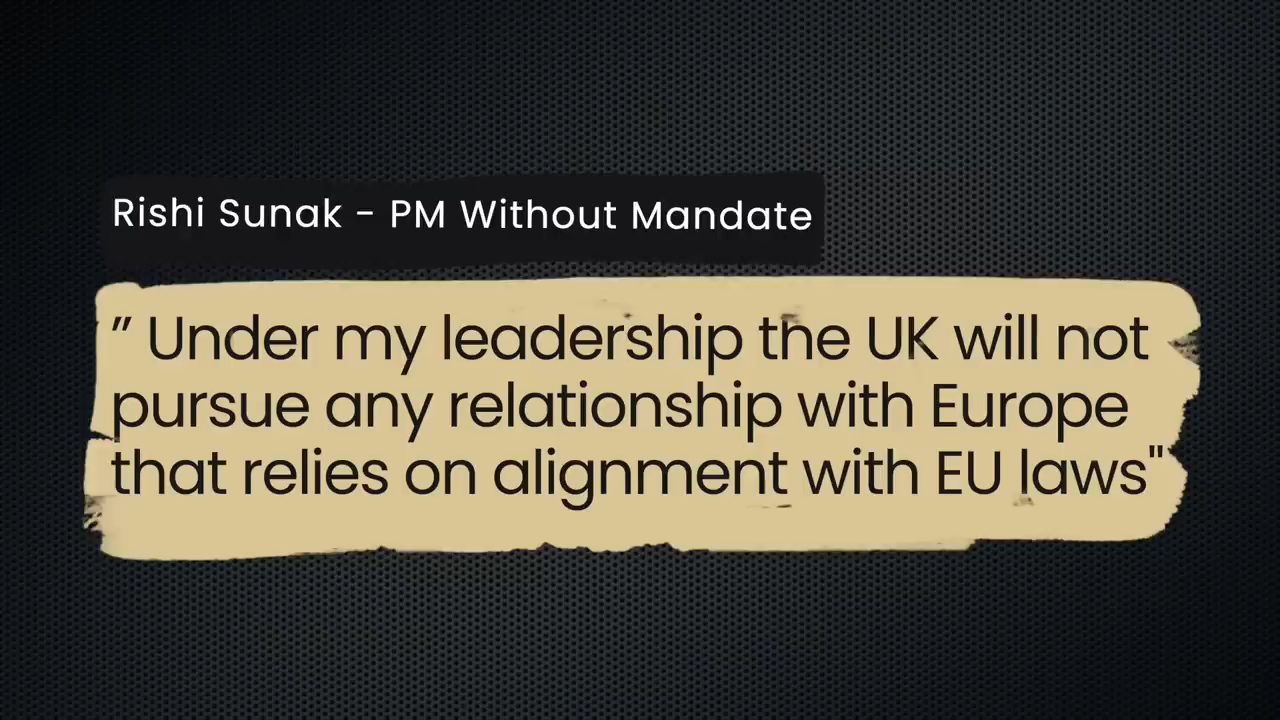 Rishi Sunak - PM Without Mandate
” Under my leadership the UK will not
pursue any relationship with Europe
that relies on alignment with EU laws"